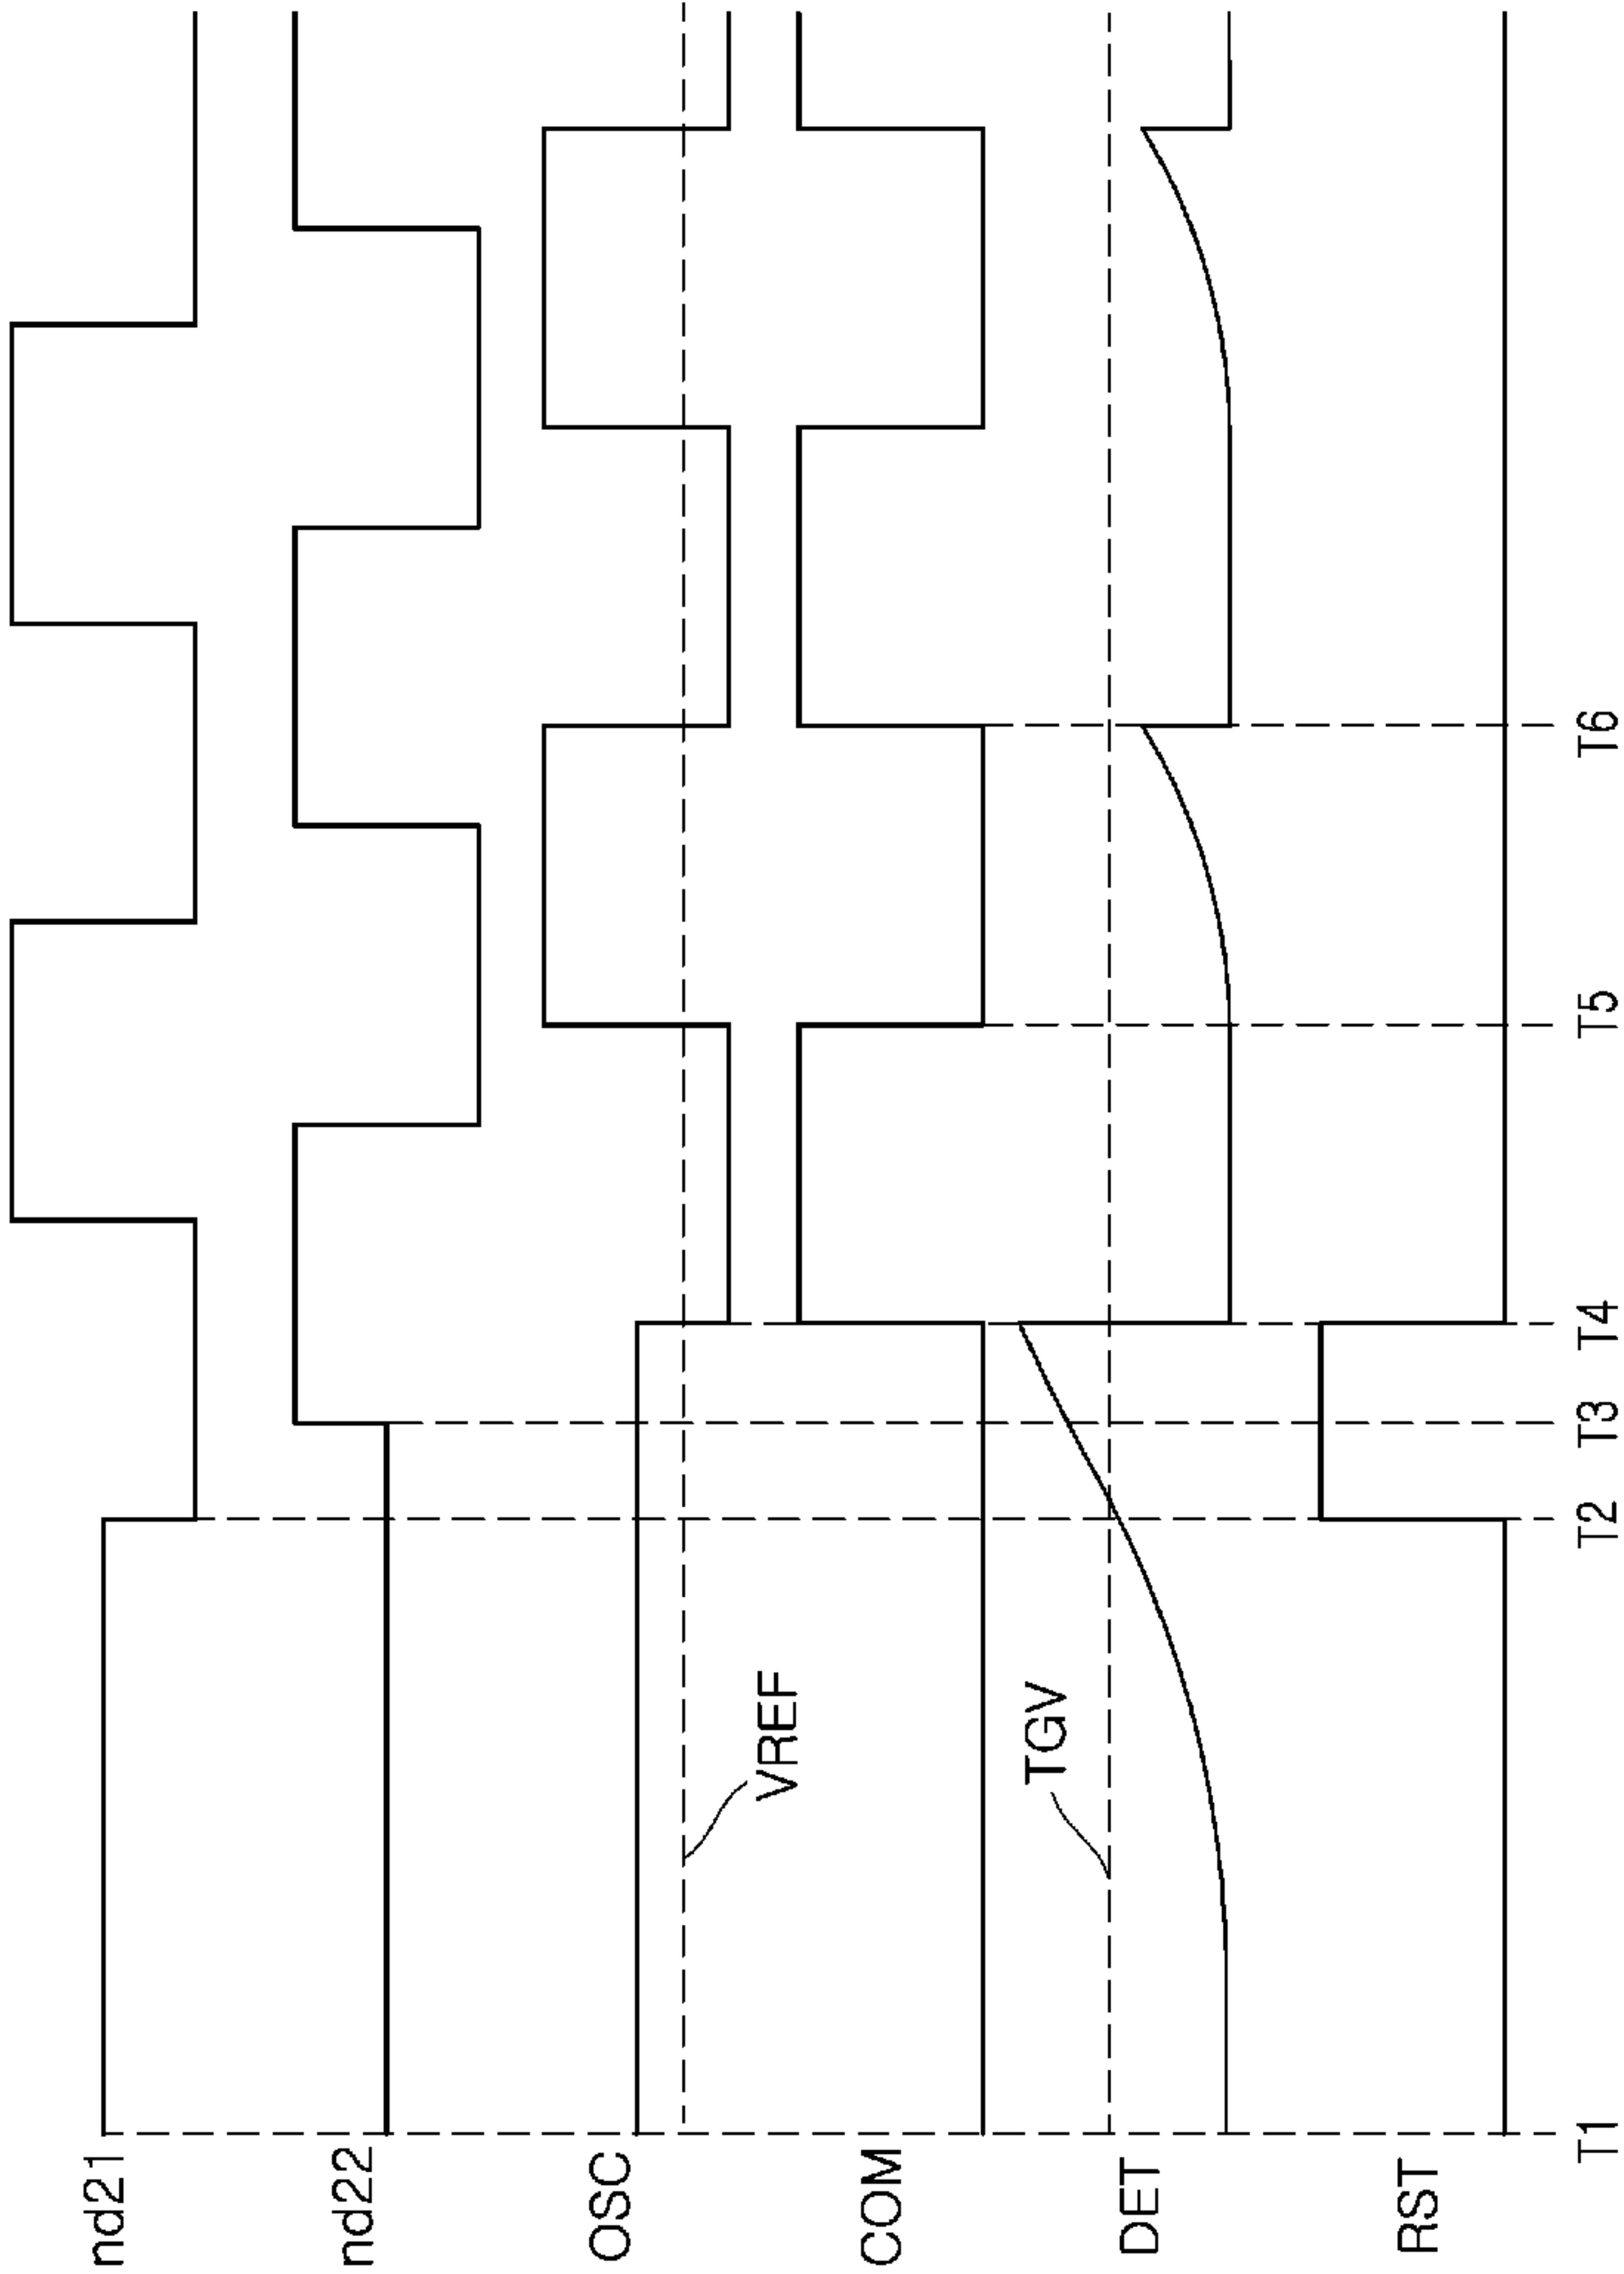 nd21
nd22
OSC
VREF
COM
TGV
DET
RST
T1 T2 T3 T4 T5 T6